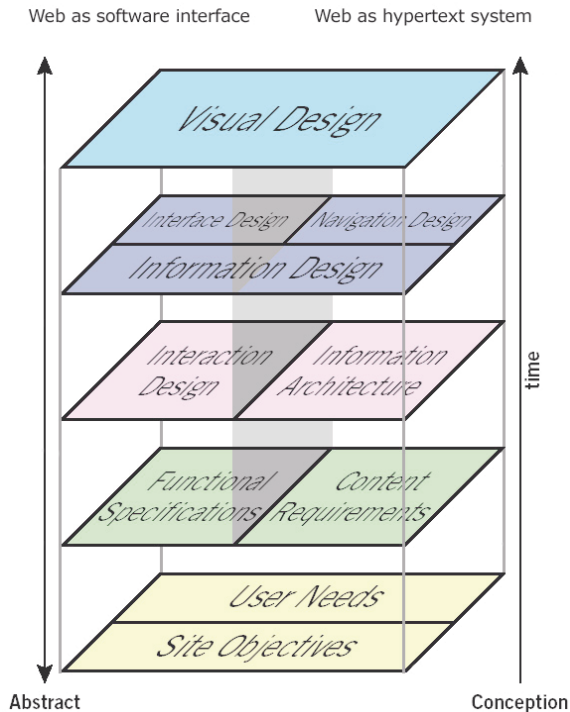 Web as software interface
Web as hypertext system
Visual Design
Interface Design
Navigation Design
Information Design
Interaction
Design
Information
Architecture
Functional
Specifications
Content
Requirements
User Needs
Site Objectives
time
Abstract
Conception